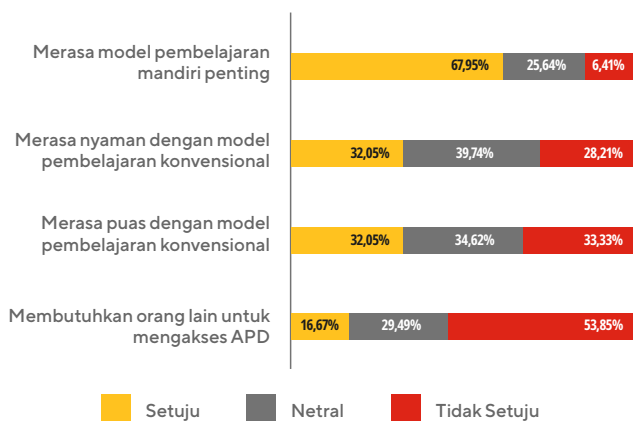 Merasa model pembelajaran
mandiri penting
67,95% 25,64% 6,41%
Merasa nyaman dengan model
pembelajaran konvensional
32,05% 39,74% 28,21%
Merasa puas dengan model
pembelajaran konvensional
32,05% 34,62% 33,33%
Membutuhkan orang lain untuk
mengakses APD
16,67% 29,49% 53,85%
Setuju Netral Tidak Setuju